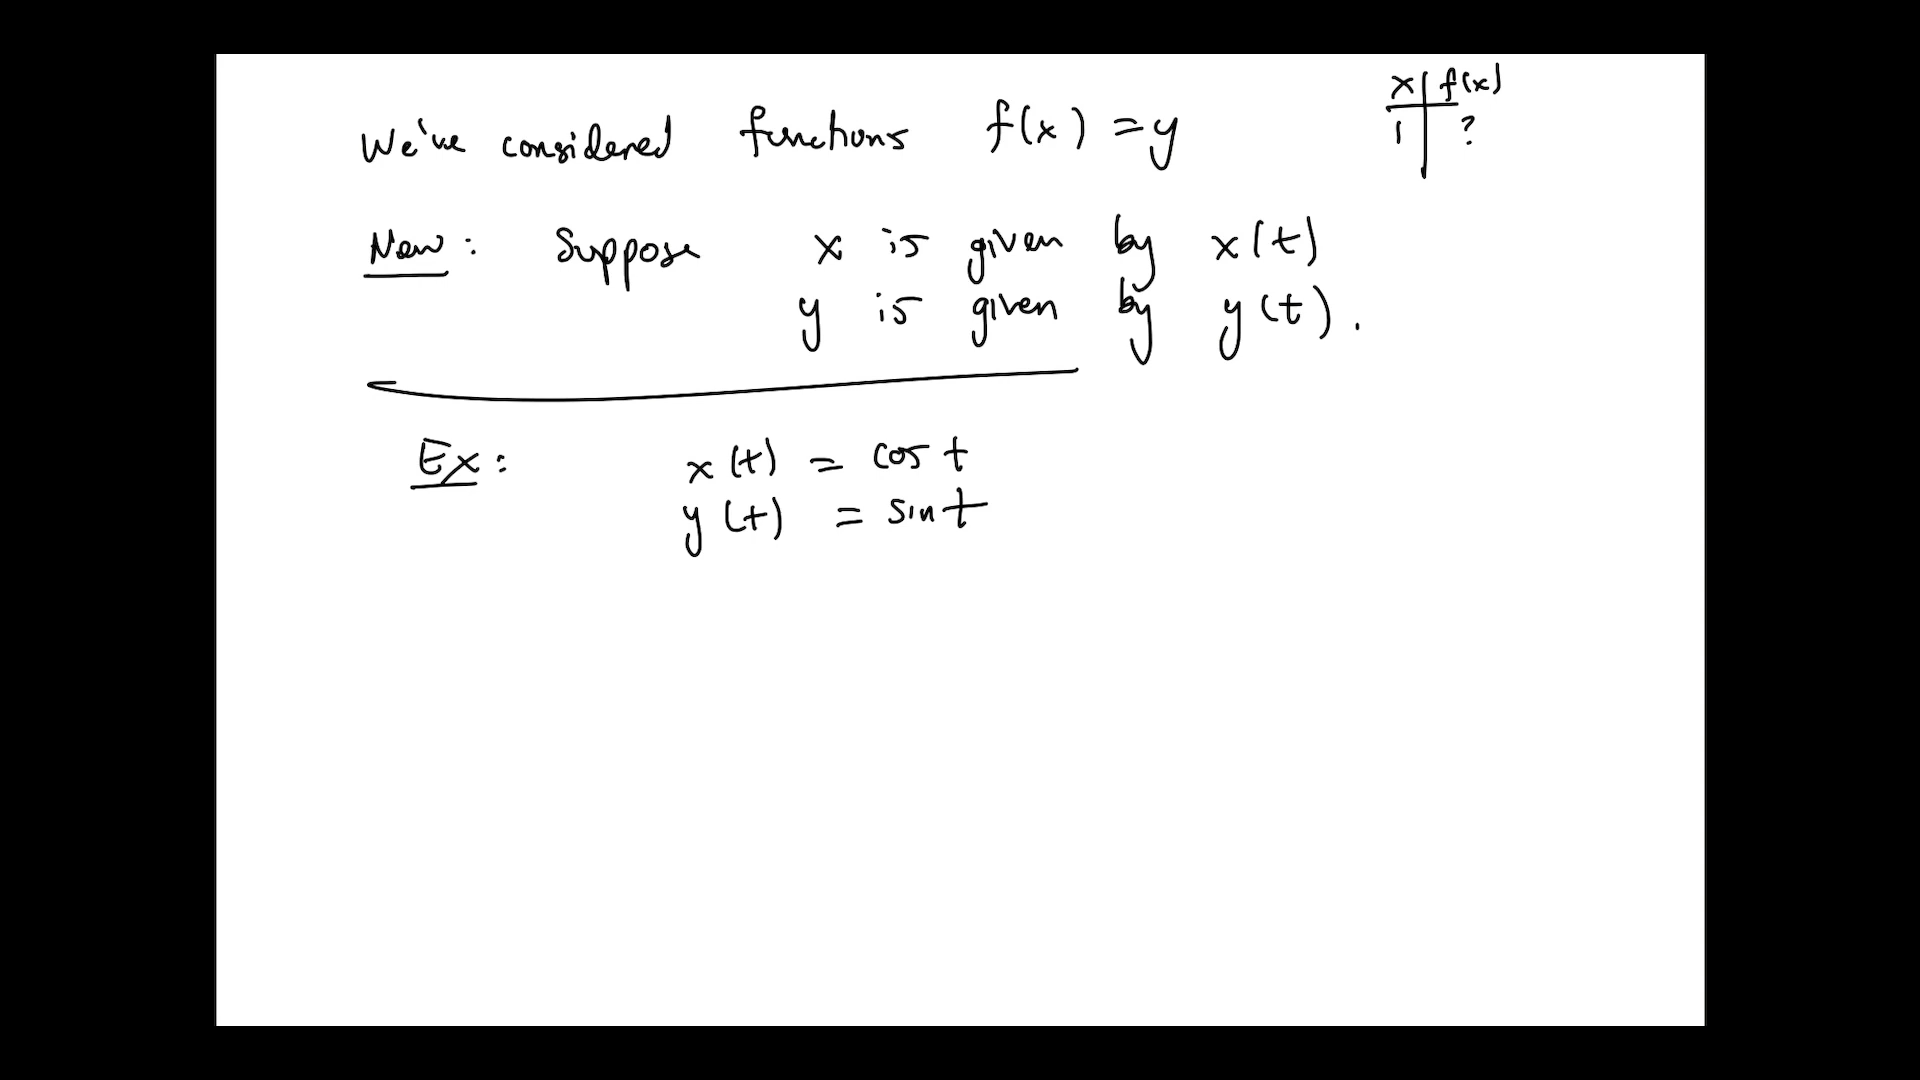 We've considered functions f(x) = y
x | f(x)
1 | ?
New: Suppose x is given by x(t)
y is given by y(t).
Ex: x(t) = cos t
y(t) = sin t